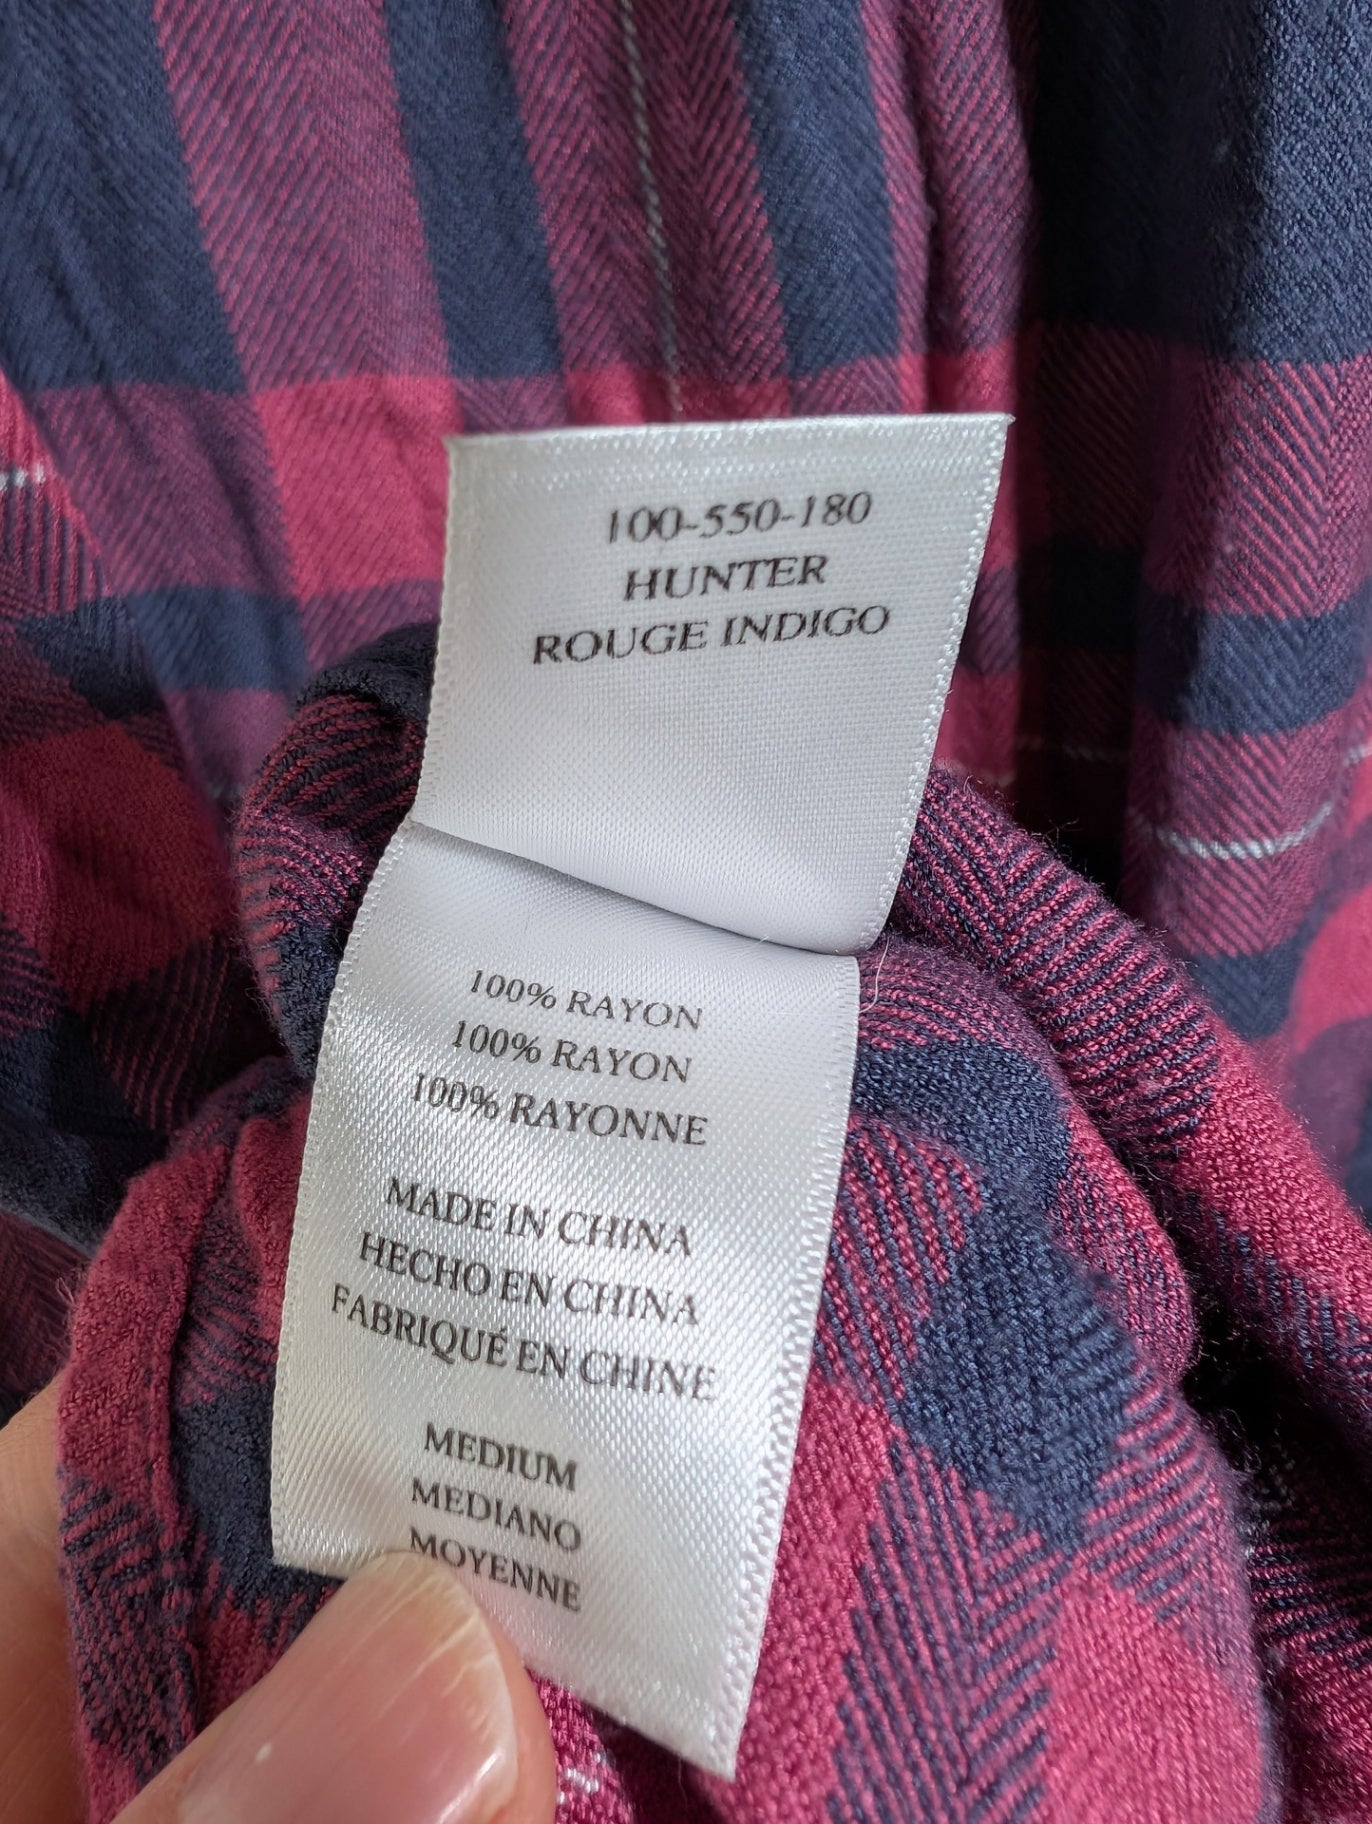 100-550-180
HUNTER
ROUGE INDIGO
100% RAYON
100% RAYON
100% RAYONNE
MADE IN CHINA
HECHO EN CHINA
FABRIQUÉ EN CHINE
MEDIUM
MEDIANO
MOYENNE